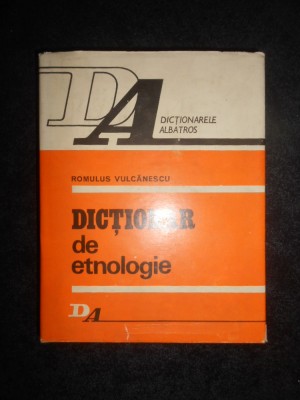 DA
DICȚIONARELE
ALBATROS
ROMULUS VULCĂNESCU
DICȚIONAR
de
etnologie
DA